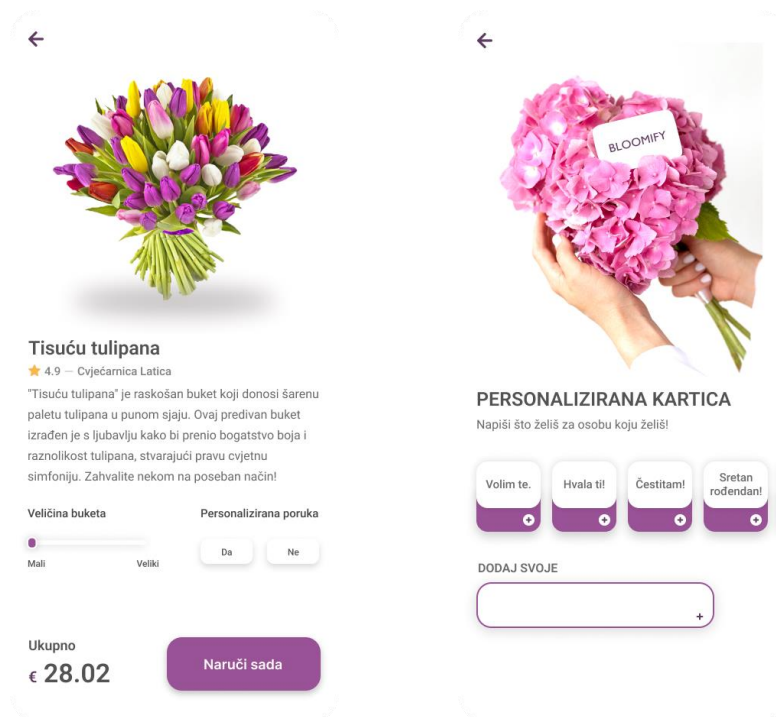 Tisuću tulipana
4.9 — Cvjećarnica Latica
"Tisuću tulipana" je raskošan buket koji donosi šarenu
paletu tulipana u punom sjaju. Ovaj predivan buket
izrađen je s ljubavlju kako bi prenio bogatstvo boja i
raznolikost tulipana, stvarajući pravu cvjetnu
simfoniju. Zahvalite nekom na poseban način!
Veličina buketa
Personalizirana poruka
Mali
Veliki
Da
Ne
Ukupno
€ 28.02
Naruči sada
BLOOMIFY
PERSONALIZIRANA KARTICA
Napiši što želiš za osobu koju želiš!
Volim te.
Hvala ti!
Čestitam!
Sretan
rođendan!
DODAJ SVOJE